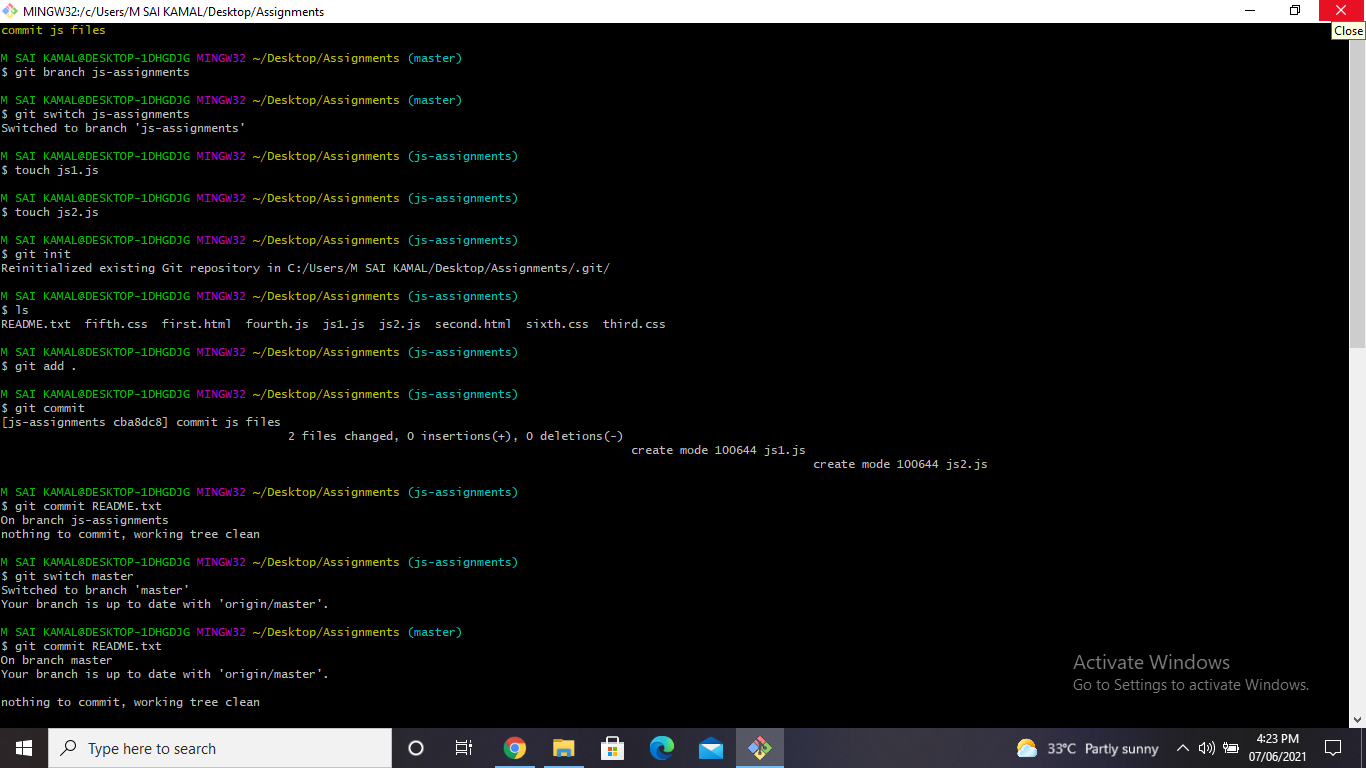 MINGW32:/c/Users/M SAI KAMAL/Desktop/Assignments
Close
commit js files
M SAI KAMAL@DESKTOP-1DHGDJG MINGW32 ~/Desktop/Assignments (master)
$ git branch js-assignments
M SAI KAMAL@DESKTOP-1DHGDJG MINGW32 ~/Desktop/Assignments (master)
$ git switch js-assignments
Switched to branch 'js-assignments'
M SAI KAMAL@DESKTOP-1DHGDJG MINGW32 ~/Desktop/Assignments (js-assignments)
$ touch js1.js
M SAI KAMAL@DESKTOP-1DHGDJG MINGW32 ~/Desktop/Assignments (js-assignments)
$ touch js2.js
M SAI KAMAL@DESKTOP-1DHGDJG MINGW32 ~/Desktop/Assignments (js-assignments)
$ git init
Reinitialized existing Git repository in C:/Users/M SAI KAMAL/Desktop/Assignments/.git/
M SAI KAMAL@DESKTOP-1DHGDJG MINGW32 ~/Desktop/Assignments (js-assignments)
$ ls
README.txt  fifth.css  first.html  fourth.js  js1.js  js2.js  second.html  sixth.css  third.css
M SAI KAMAL@DESKTOP-1DHGDJG MINGW32 ~/Desktop/Assignments (js-assignments)
$ git add .
M SAI KAMAL@DESKTOP-1DHGDJG MINGW32 ~/Desktop/Assignments (js-assignments)
$ git commit
[js-assignments cba8dc8] commit js files
2 files changed, 0 insertions(+), 0 deletions(-)
create mode 100644 js1.js
create mode 100644 js2.js
M SAI KAMAL@DESKTOP-1DHGDJG MINGW32 ~/Desktop/Assignments (js-assignments)
$ git commit README.txt
On branch js-assignments
nothing to commit, working tree clean
M SAI KAMAL@DESKTOP-1DHGDJG MINGW32 ~/Desktop/Assignments (js-assignments)
$ git switch master
Switched to branch 'master'
Your branch is up to date with 'origin/master'.
M SAI KAMAL@DESKTOP-1DHGDJG MINGW32 ~/Desktop/Assignments (master)
$ git commit README.txt
On branch master
Your branch is up to date with 'origin/master'.
nothing to commit, working tree clean
Activate Windows
Go to Settings to activate Windows.
Type here to search
33°C Partly sunny
4:23 PM
07/06/2021